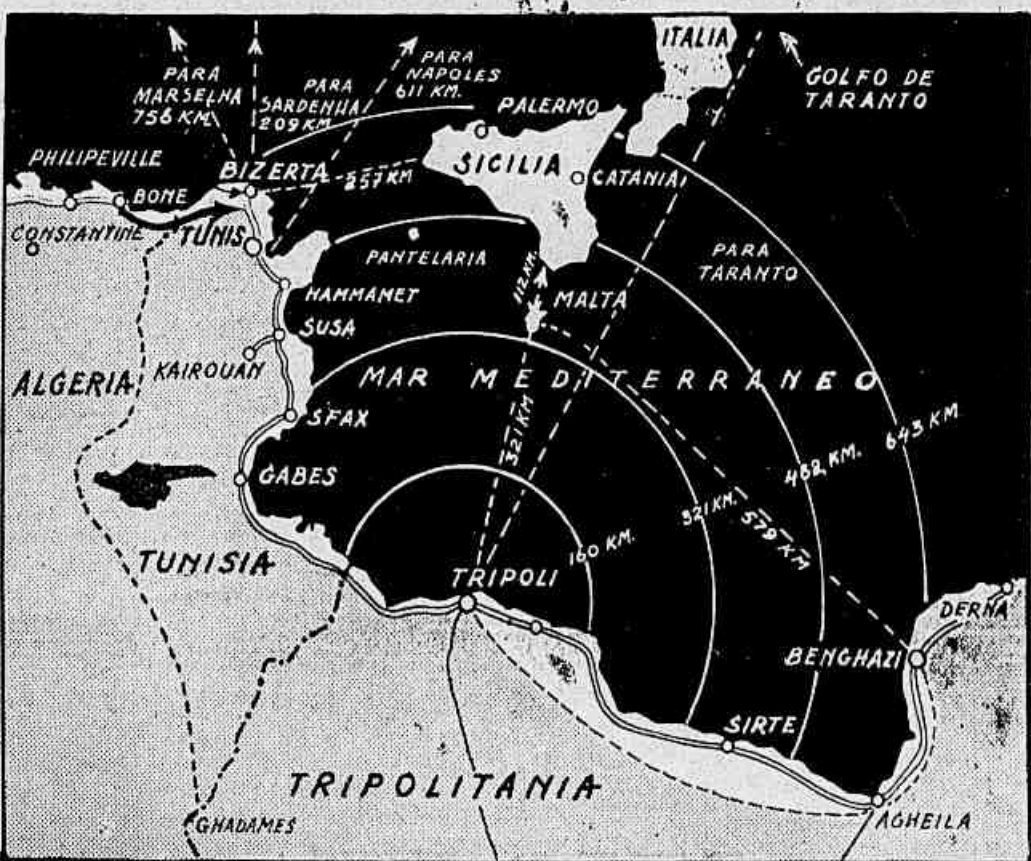 ITALIA
PARA
MARSELHA
756 KM.
PARA
SARDENHA
209 KM
PARA
NAPOLES
611 KM.
GOLFO DE
TARANTO
PALERMO
SICILIA
CATANIA
PHILIPEVILLE
BIZERTA
257 KM
BONE
CONSTANTINE
TUNIS
PANTELARIA
PARA
TARANTO
112 KM.
MALTA
HAMMAMET
SUSA
KAIROUAN
ALGERIA
MAR MEDITERRANEO
SFAX
321 KM
GABES
482 KM.
643 KM
321 KM.
579 KM
160 KM.
TUNISIA
TRIPOLI
DERNA
BENGHAZI
SIRTE
TRIPOLITANIA
GHADAMES
AGHEILA